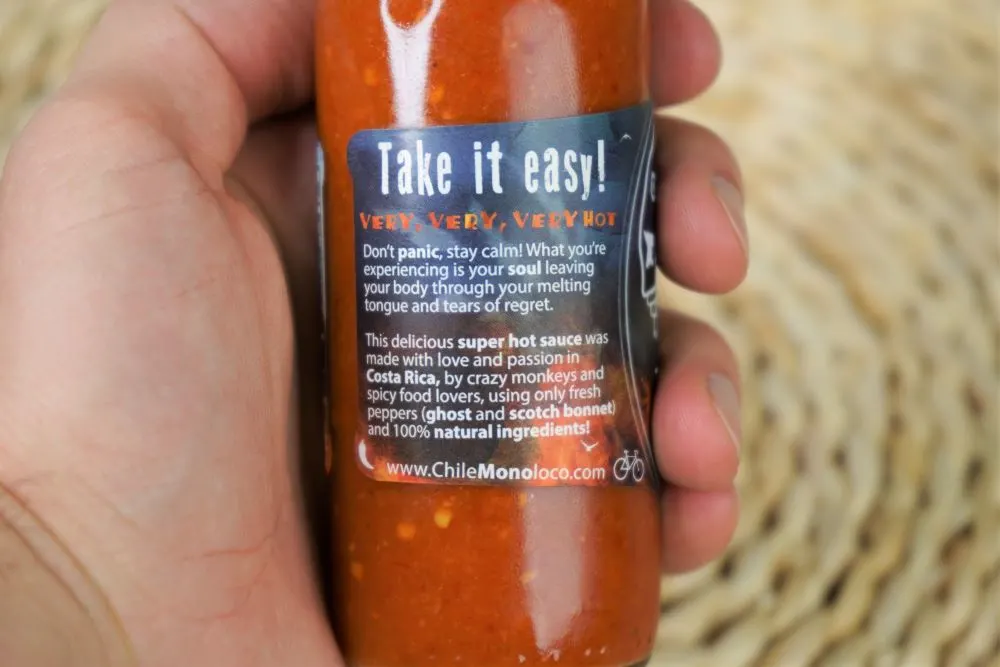 Take it easy!
VERY, VERY, VERY HOT
Don't panic, stay calm! What you're
experiencing is your soul leaving
your body through your melting
tongue and tears of regret.
This delicious super hot sauce was
made with love and passion in
Costa Rica, by crazy monkeys and
spicy food lovers, using only fresh
peppers (ghost and scotch bonnet)
and 100% natural ingredients!
www.ChileMonoloco.com